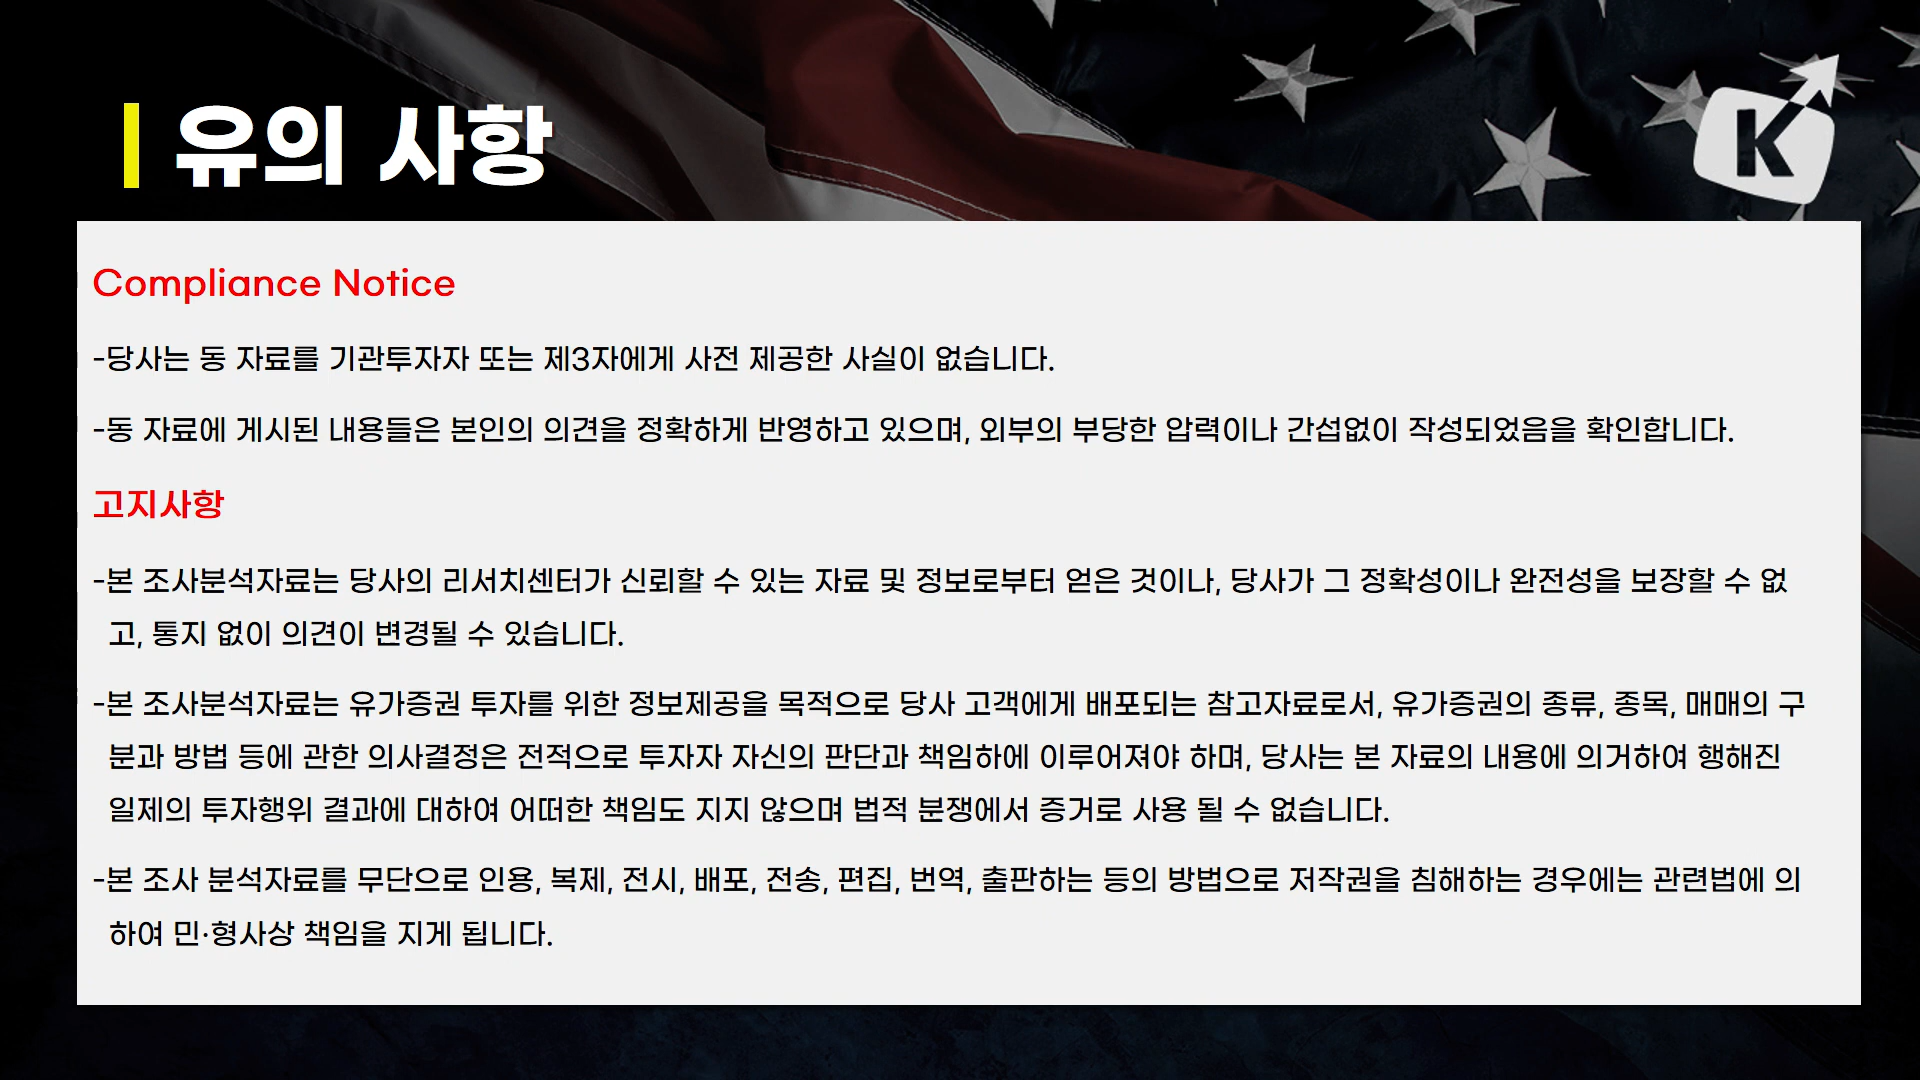 유의 사항
K
Compliance Notice
-당사는 동 자료를 기관투자자 또는 제3자에게 사전 제공한 사실이 없습니다.
-동 자료에 게시된 내용들은 본인의 의견을 정확하게 반영하고 있으며, 외부의 부당한 압력이나 간섭없이 작성되었음을 확인합니다.
고지사항
-본 조사분석자료는 당사의 리서치센터가 신뢰할 수 있는 자료 및 정보로부터 얻은 것이나, 당사가 그 정확성이나 완전성을 보장할 수 없
고, 통지 없이 의견이 변경될 수 있습니다.
-본 조사분석자료는 유가증권 투자를 위한 정보제공을 목적으로 당사 고객에게 배포되는 참고자료로서, 유가증권의 종류, 종목, 매매의 구
분과 방법 등에 관한 의사결정은 전적으로 투자자 자신의 판단과 책임하에 이루어져야 하며, 당사는 본 자료의 내용에 의거하여 행해진
일제의 투자행위 결과에 대하여 어떠한 책임도 지지 않으며 법적 분쟁에서 증거로 사용 될 수 없습니다.
-본 조사 분석자료를 무단으로 인용, 복제, 전시, 배포, 전송, 편집, 번역, 출판하는 등의 방법으로 저작권을 침해하는 경우에는 관련법에 의
하여 민·형사상 책임을 지게 됩니다.